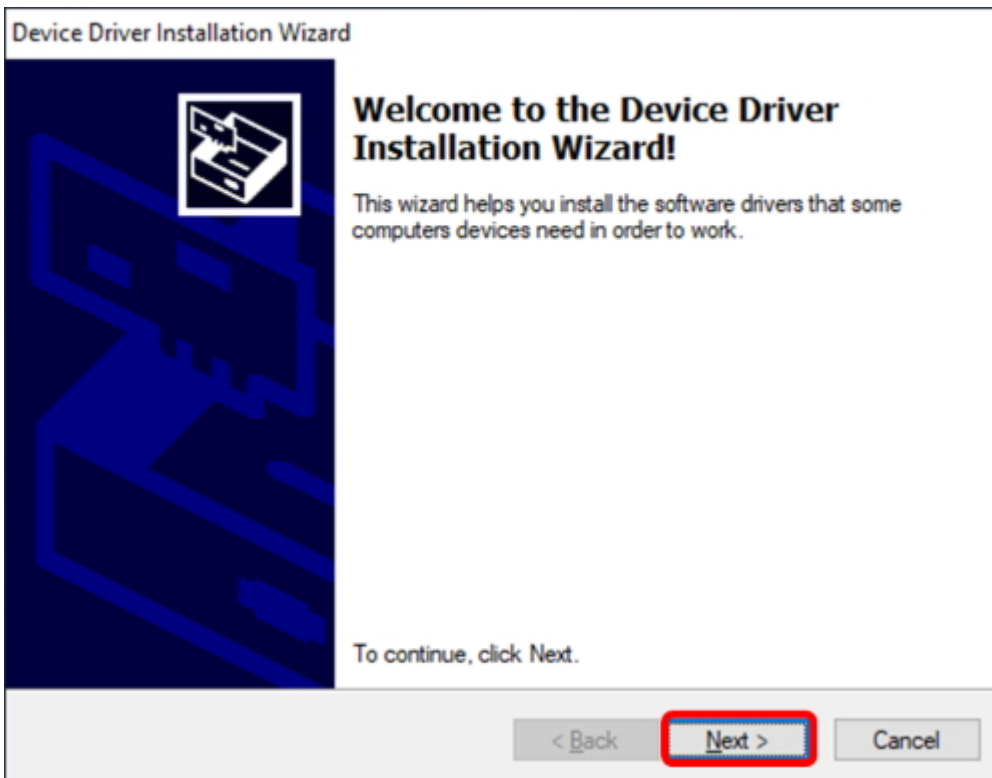 Device Driver Installation Wizard
Welcome to the Device Driver
Installation Wizard!
This wizard helps you install the software drivers that some
computers devices need in order to work.
To continue, click Next.
< Back
Next >
Cancel